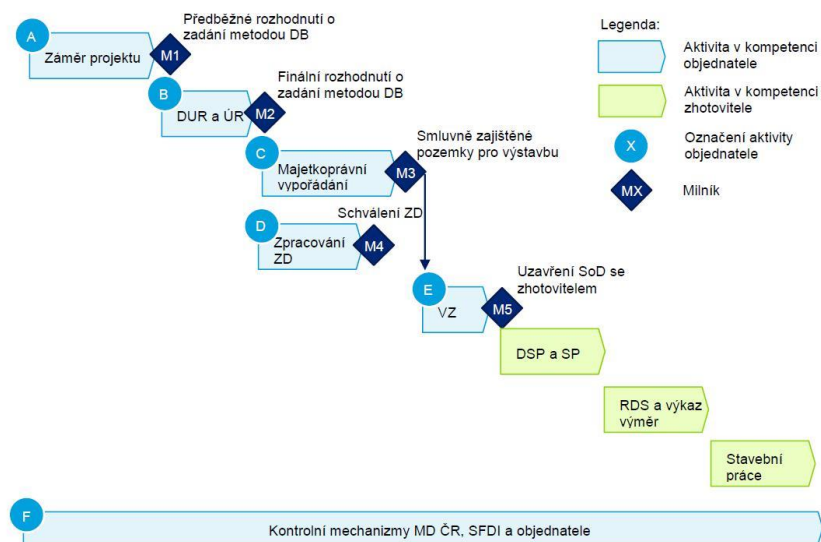 Předběžné rozhodnutí o
zadání metodou DB
A
Záměr projektu
M1
Finální rozhodnutí o
zadání metodou DB
B
DUR a ÚR
M2
Smluvně zajištěné
pozemky pro výstavbu
C
Majetkoprávní
vypořádání
M3
Schválení ZD
D
Zpracování
ZD
M4
Uzavření SoD se
zhotovitelem
E
VZ
M5
DSP a SP
RDS a výkaz
výměr
Stavební
práce
F
Kontrolní mechanizmy MD ČR, SFDI a objednatele
Legenda:
Aktivita v kompetenci
objednatele
Aktivita v kompetenci
zhotovitele
X
Označení aktivity
objednatele
MX
Milník